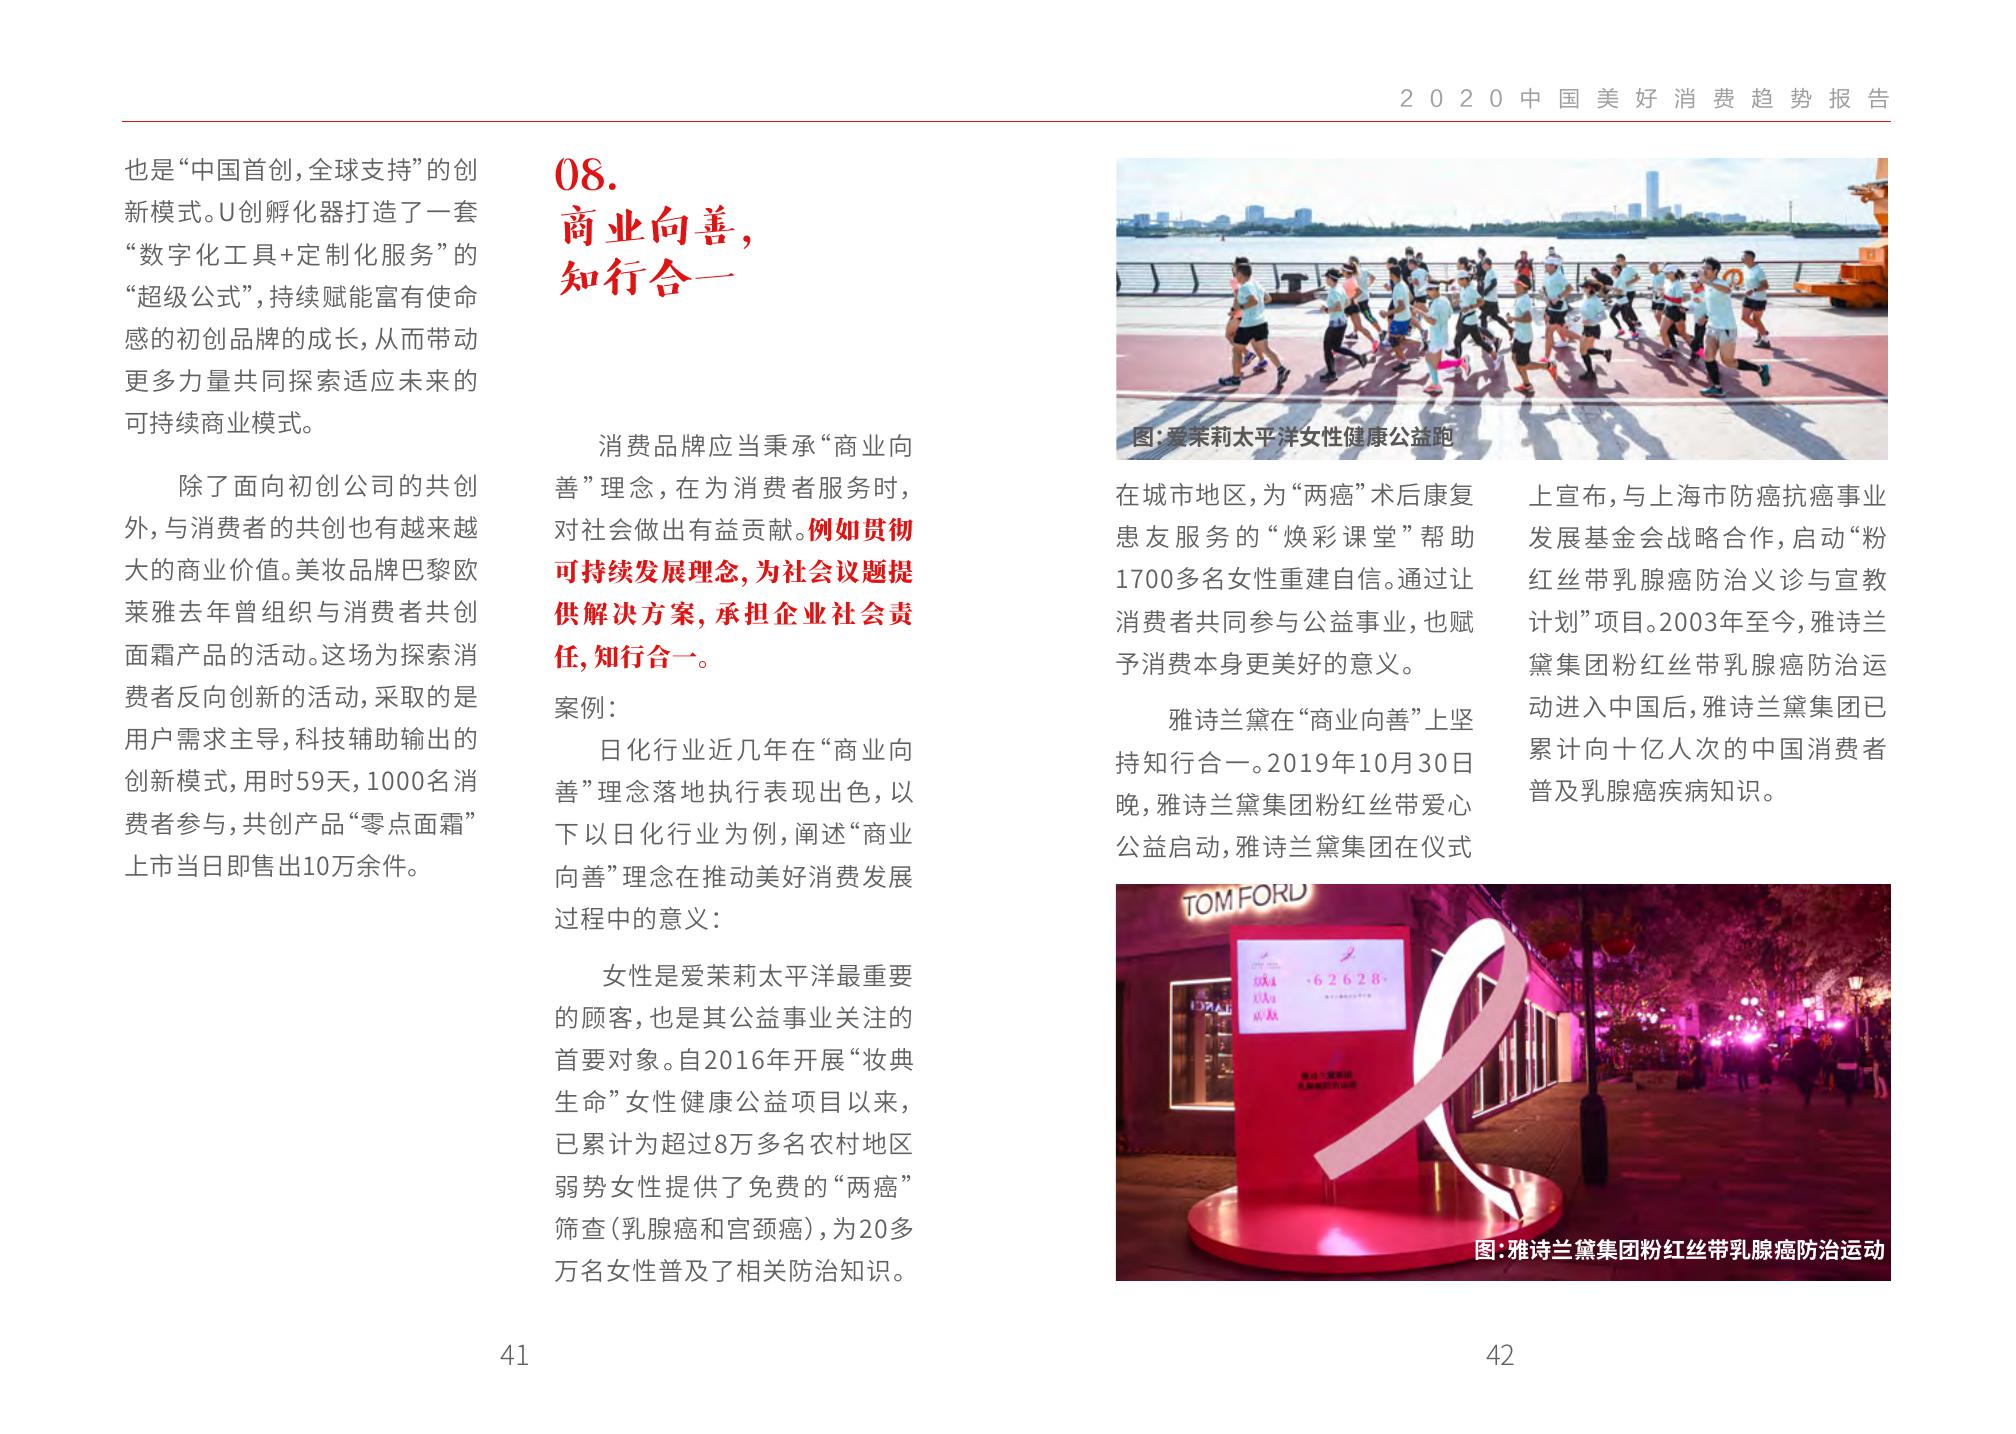 2020中国美好消费趋势报告
也是“中国首创，全球支持”的创
新模式。U创孵化器打造了一套
“数字化工具+定制化服务”的
“超级公式”，持续赋能富有使命
感的初创品牌的成长，从而带动
更多力量共同探索适应未来的
可持续商业模式。
除了面向初创公司的共创
外，与消费者的共创也有越来越
大的商业价值。美妆品牌巴黎欧
莱雅去年曾组织与消费者共创
面霜产品的活动。这场为探索消
费者反向创新的活动，采取的是
用户需求主导，科技辅助输出的
创新模式，用时59天，1000名消
费者参与，共创产品“零点面霜”
上市当日即售出10万余件。
08.
商业向善，
知行合一
消费品牌应当秉承“商业向
善”理念，在为消费者服务时，
对社会做出有益贡献。例如贯彻
可持续发展理念，为社会议题提
供解决方案，承担企业社会责
任，知行合一。
案例：
日化行业近几年在“商业向
善”理念落地执行表现出色，以
下以日化行业为例，阐述“商业
向善”理念在推动美好消费发展
过程中的意义：
女性是爱茉莉太平洋最重要
的顾客，也是其公益事业关注的
首要对象。自2016年开展“妆典
生命”女性健康公益项目以来，
已累计为超过8万多名农村地区
弱势女性提供了免费的“两癌”
筛查（乳腺癌和宫颈癌），为20多
万名女性普及了相关防治知识。
41
图：爱茉莉太平洋女性健康公益跑
在城市地区，为“两癌”术后康复
患友服务的“焕彩课堂”帮助
1700多名女性重建自信。通过让
消费者共同参与公益事业，也赋
予消费本身更美好的意义。
雅诗兰黛在“商业向善”上坚
持知行合一。2019年10月30日
晚，雅诗兰黛集团粉红丝带爱心
公益启动，雅诗兰黛集团在仪式
上宣布，与上海市防癌抗癌事业
发展基金会战略合作，启动“粉
红丝带乳腺癌防治义诊与宣教
计划”项目。2003年至今，雅诗兰
黛集团粉红丝带乳腺癌防治运
动进入中国后，雅诗兰黛集团已
累计向十亿人次的中国消费者
普及乳腺癌疾病知识。
TOM FORD
62628
图：雅诗兰黛集团粉红丝带乳腺癌防治运动
42